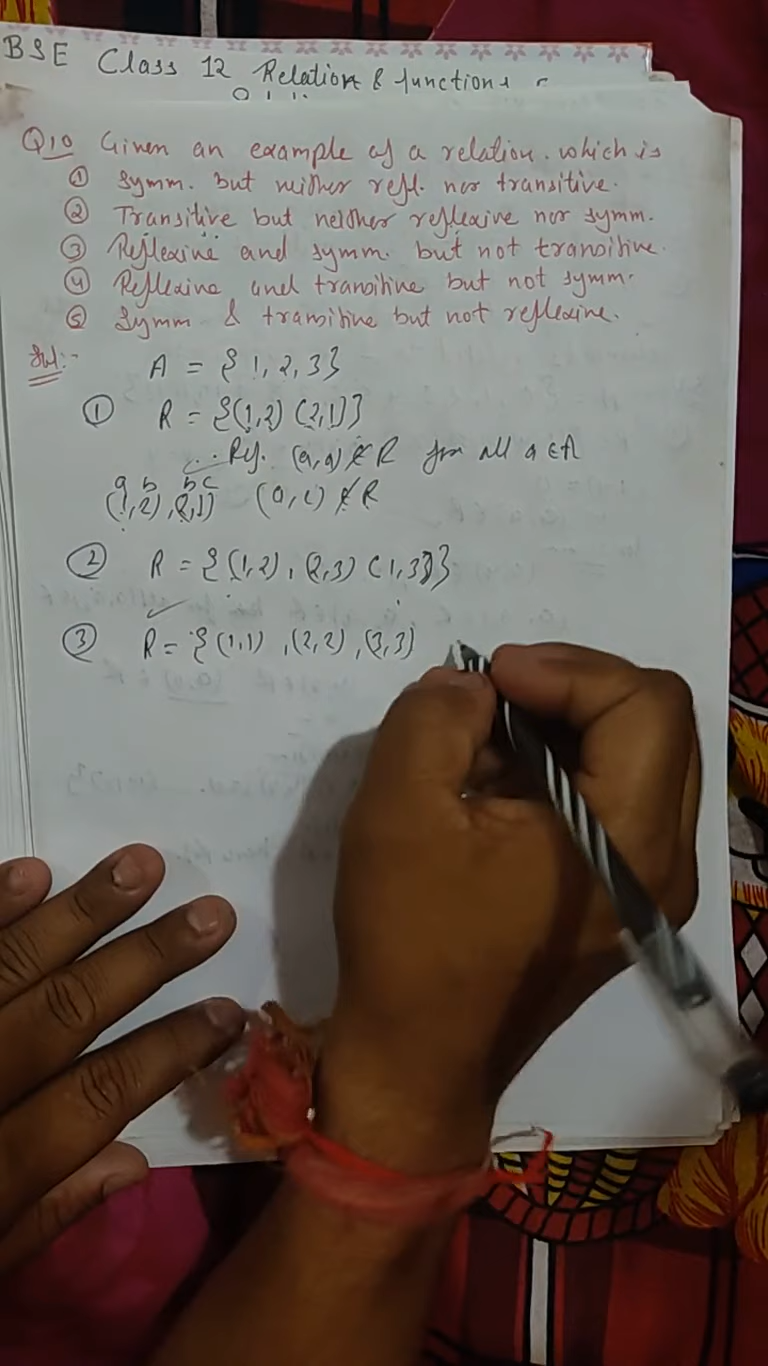 BSE Class 12 Relation & functions
Q10 Given an example of a relation. which is
① Symm. but neither refl. nor transitive.
② Transitive but neither reflexive nor symm.
③ Reflexive and symm. but not transitive.
④ Reflexive and transitive but not symm.
⑤ Symm & transitive but not reflexive.
Sol:- A = {1, 2, 3}
① R = {(1,2) (2,1)}
Ref. (a,a) ∉ R for all a ∈ A
a b b c
(1,2), (2,1) (a,c) ∉ R
② R = {(1,2), (2,3) (1,3)}
③ R = {(1,1), (2,2), (3,3)